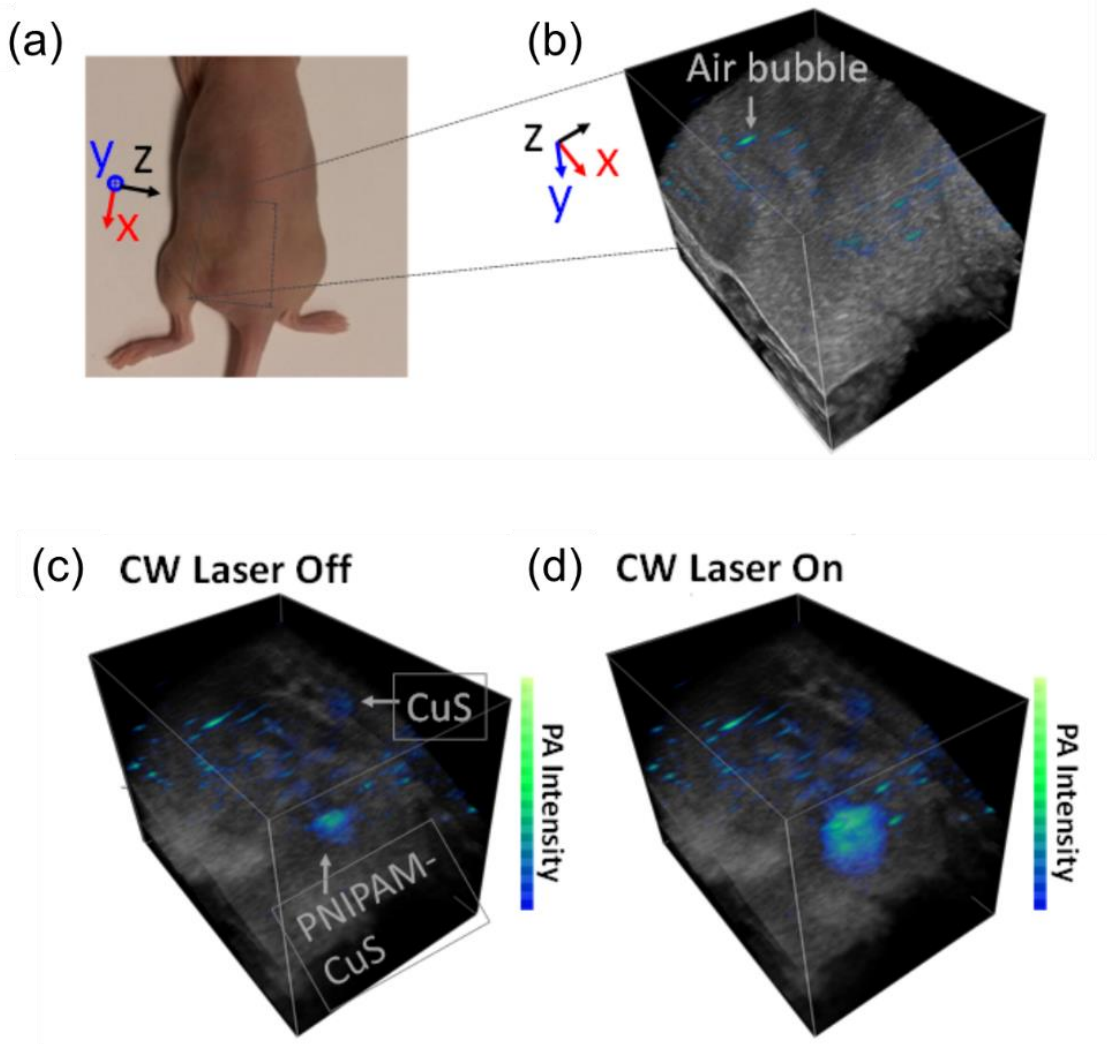 (a)
y
z
x
(b)
Air bubble
z
x
y
(c) CW Laser Off
CuS
PNIPAM-
CuS
PA Intensity
(d) CW Laser On
PA Intensity